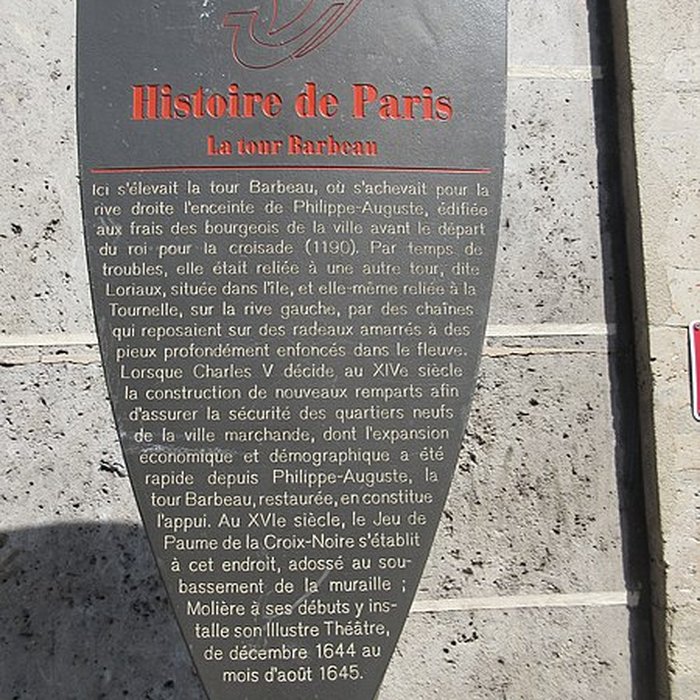 Histoire de Paris
La tour Barbeau
Ici s'élevait la tour Barbeau, où s'achevait pour la
rive droite l'enceinte de Philippe-Auguste, édifiée
aux frais des bourgeois de la ville avant le départ
du roi pour la croisade (1190). Par temps de
troubles, elle était reliée à une autre tour, dite
Loriaux, située dans l'île, et elle-même reliée à la
Tournelle, sur la rive gauche, par des chaînes
qui reposaient sur des radeaux amarrés à des
pieux profondément enfoncés dans le fleuve.
Lorsque Charles V décide au XIVe siècle
la construction de nouveaux remparts afin
d'assurer la sécurité des quartiers neufs
de la ville marchande, dont l'expansion
économique et démographique a été
rapide depuis Philippe-Auguste, la
tour Barbeau, restaurée, en constitue
l'appui. Au XVIe siècle, le Jeu de
Paume de la Croix-Noire s'établit
à cet endroit, adossé au sou-
bassement de la muraille ;
Molière à ses débuts y ins-
talle son Illustre Théâtre,
de décembre 1644 au
mois d'août 1645.